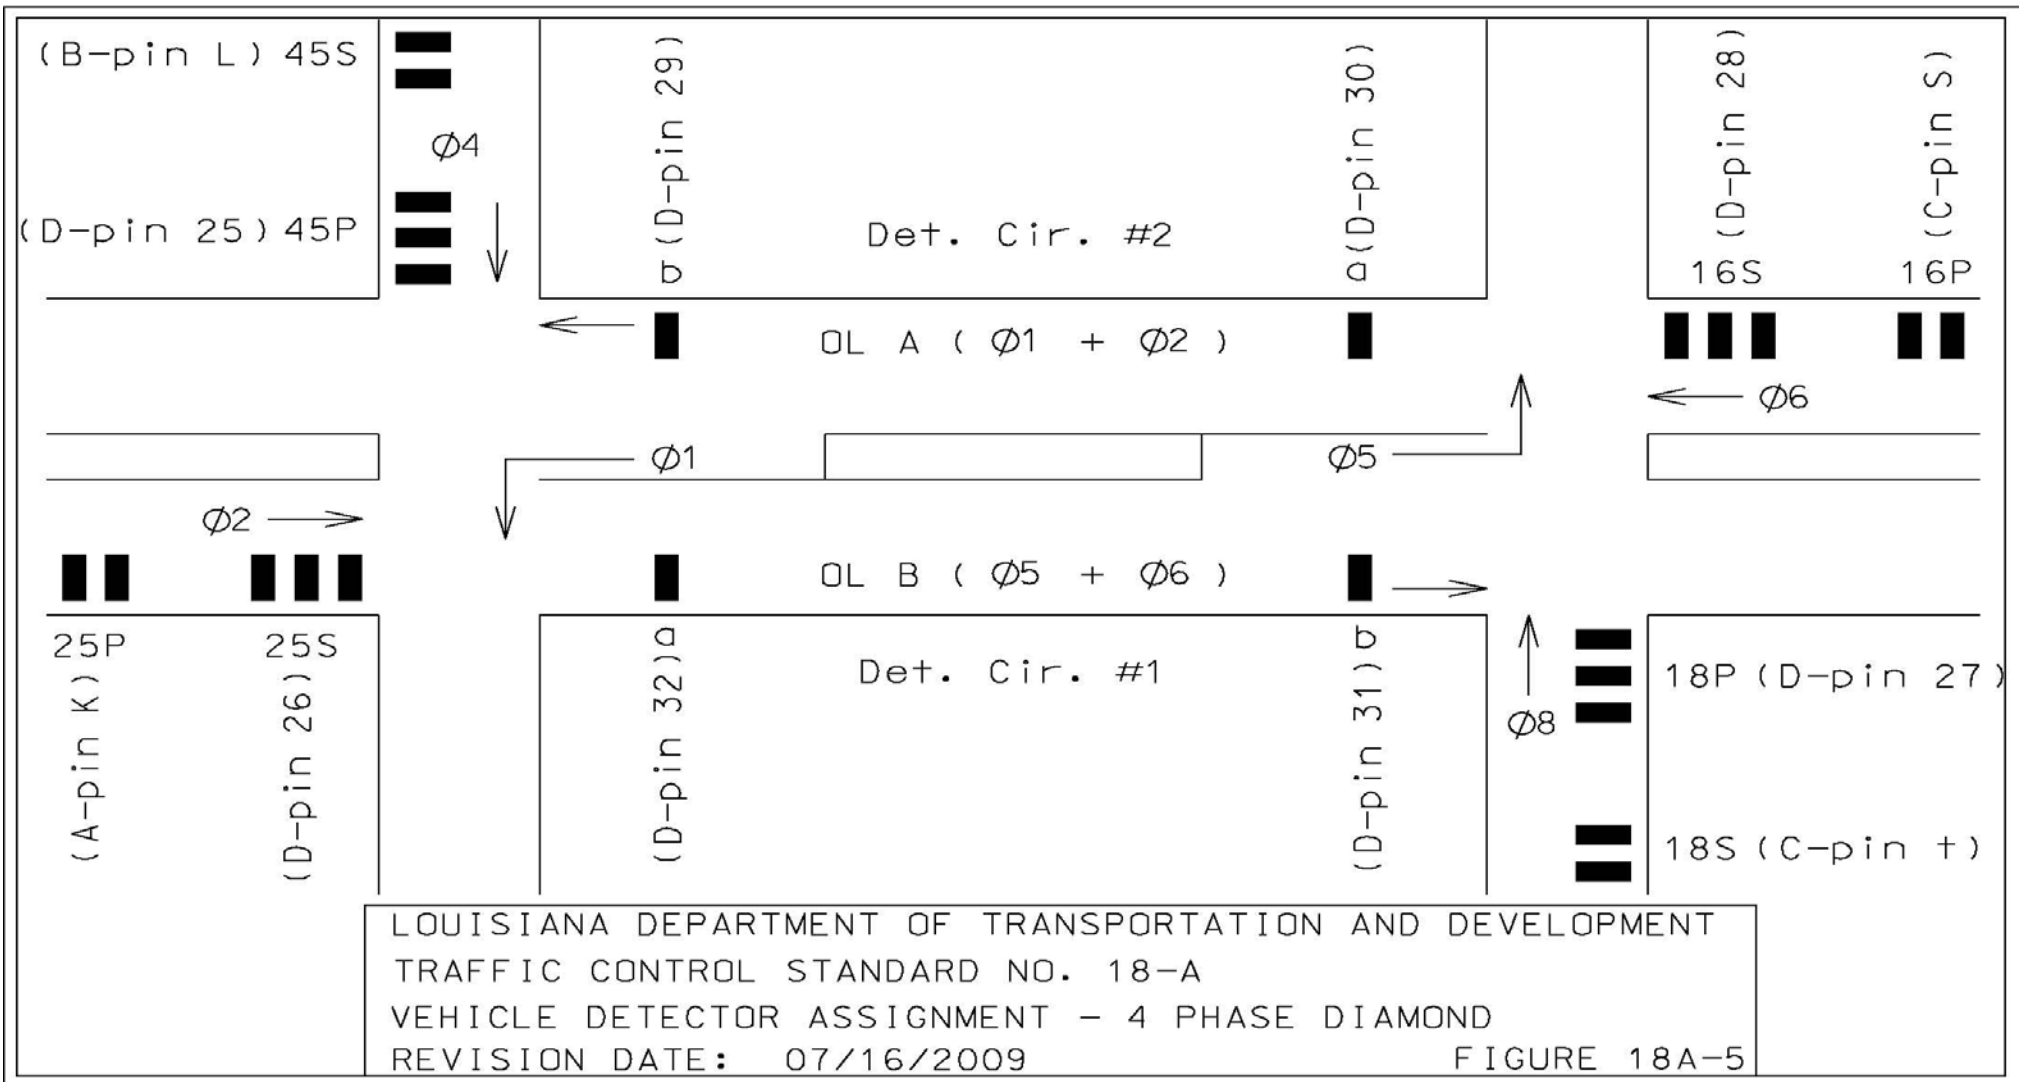 (B-pin L) 45S
Ø4
(D-pin 25) 45P
b (D-pin 29)
Det. Cir. #2
a(D-pin 30)
(D-pin 28)
16S
(C-pin S)
16P
OL A ( Ø1 + Ø2 )
Ø6
Ø1
Ø5
Ø2
OL B ( Ø5 + Ø6 )
25P
(A-pin K)
25S
(D-pin 26)
(D-pin 32)a
Det. Cir. #1
(D-pin 31)b
18P (D-pin 27)
Ø8
18S (C-pin t)
LOUISIANA DEPARTMENT OF TRANSPORTATION AND DEVELOPMENT
TRAFFIC CONTROL STANDARD NO. 18-A
VEHICLE DETECTOR ASSIGNMENT - 4 PHASE DIAMOND
REVISION DATE: 07/16/2009 FIGURE 18A-5